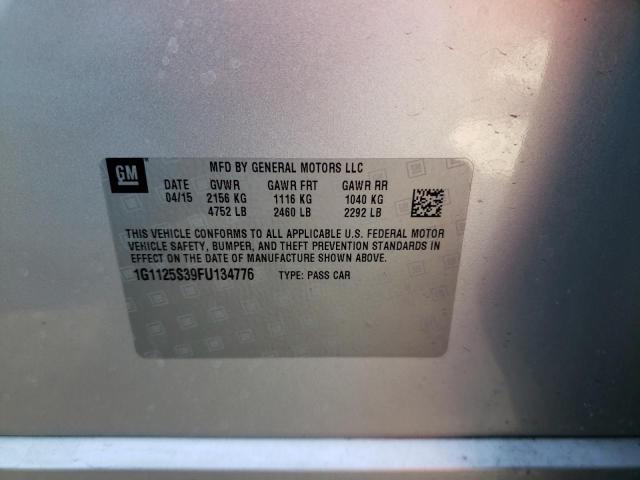 GM
MFD BY GENERAL MOTORS LLC
DATE GVWR GAWR FRT GAWR RR
04/15 2156 KG 1116 KG 1040 KG
4752 LB 2460 LB 2292 LB
THIS VEHICLE CONFORMS TO ALL APPLICABLE U.S. FEDERAL MOTOR
VEHICLE SAFETY, BUMPER, AND THEFT PREVENTION STANDARDS IN
EFFECT ON THE DATE OF MANUFACTURE SHOWN ABOVE.
1G1125S39FU134776 TYPE: PASS CAR